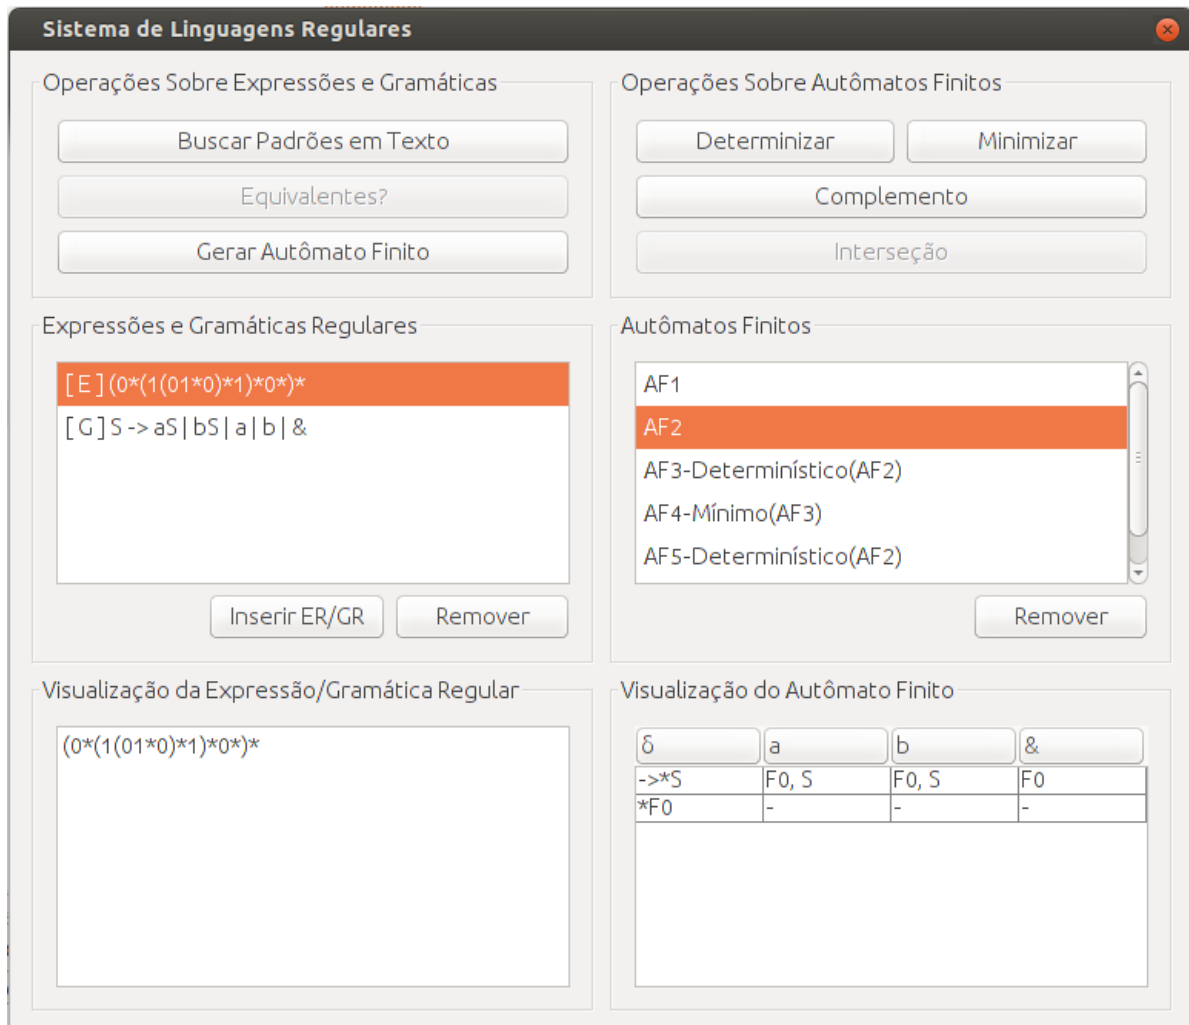 Sistema de Linguagens Regulares
Operações Sobre Expressões e Gramáticas
Buscar Padrões em Texto
Equivalentes?
Gerar Autômato Finito
Operações Sobre Autômatos Finitos
Determinizar Minimizar
Complemento
Interseção
Expressões e Gramáticas Regulares
[ E ] (0*(1(01*0)*1)*0*)*
[ G ] S -> aS | bS | a | b | &
Inserir ER/GR Remover
Autômatos Finitos
AF1
AF2
AF3-Determinístico(AF2)
AF4-Mínimo(AF3)
AF5-Determinístico(AF2)
Remover
Visualização da Expressão/Gramática Regular
(0*(1(01*0)*1)*0*)*
Visualização do Autômato Finito
δ a b &
->*S F0, S F0, S F0
*F0 - - -